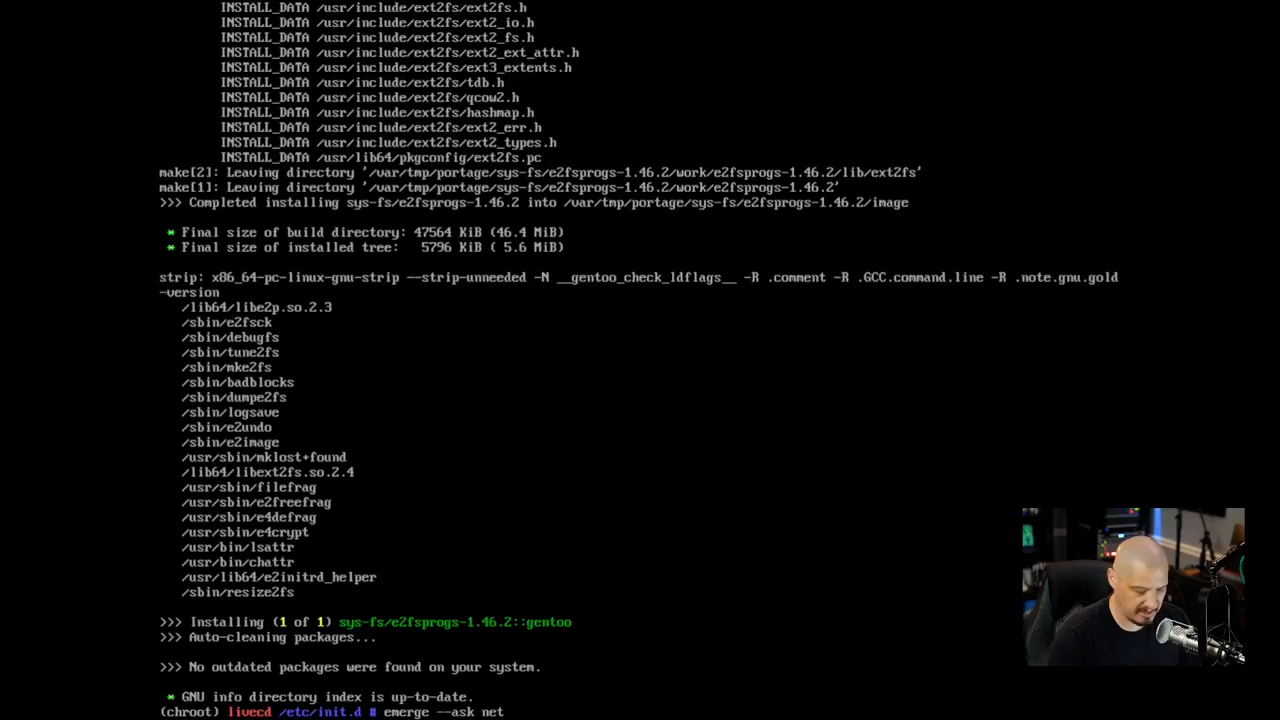 INSTALL_DATA /usr/include/ext2fs/ext2fs.h
INSTALL_DATA /usr/include/ext2fs/ext2_io.h
INSTALL_DATA /usr/include/ext2fs/ext2_fs.h
INSTALL_DATA /usr/include/ext2fs/ext2_ext_attr.h
INSTALL_DATA /usr/include/ext2fs/ext3_extents.h
INSTALL_DATA /usr/include/ext2fs/tdb.h
INSTALL_DATA /usr/include/ext2fs/qcow2.h
INSTALL_DATA /usr/include/ext2fs/hashmap.h
INSTALL_DATA /usr/include/ext2fs/ext2_err.h
INSTALL_DATA /usr/include/ext2fs/ext2_types.h
INSTALL_DATA /usr/lib64/pkgconfig/ext2fs.pc
make[2]: Leaving directory '/var/tmp/portage/sys-fs/e2fsprogs-1.46.2/work/e2fsprogs-1.46.2/lib/ext2fs'
make[1]: Leaving directory '/var/tmp/portage/sys-fs/e2fsprogs-1.46.2/work/e2fsprogs-1.46.2'
>>> Completed installing sys-fs/e2fsprogs-1.46.2 into /var/tmp/portage/sys-fs/e2fsprogs-1.46.2/image
* Final size of build directory: 47564 KiB (46.4 MiB)
* Final size of installed tree: 5796 KiB ( 5.6 MiB)
strip: x86_64-pc-linux-gnu-strip --strip-unneeded -N __gentoo_check_ldflags__ -R .comment -R .GCC.command.line -R .note.gnu.gold
-version
/lib64/libe2p.so.2.3
/sbin/e2fsck
/sbin/debugfs
/sbin/tune2fs
/sbin/mke2fs
/sbin/badblocks
/sbin/dumpe2fs
/sbin/logsave
/sbin/e2undo
/sbin/e2image
/usr/sbin/mklost+found
/lib64/libext2fs.so.2.4
/usr/sbin/filefrag
/usr/sbin/e2freefrag
/usr/sbin/e4defrag
/usr/sbin/e4crypt
/usr/bin/lsattr
/usr/bin/chattr
/usr/lib64/e2initrd_helper
/sbin/resize2fs
>>> Installing (1 of 1) sys-fs/e2fsprogs-1.46.2::gentoo
>>> Auto-cleaning packages...
>>> No outdated packages were found on your system.
* GNU info directory index is up-to-date.
(chroot) livecd /etc/init.d # emerge --ask net